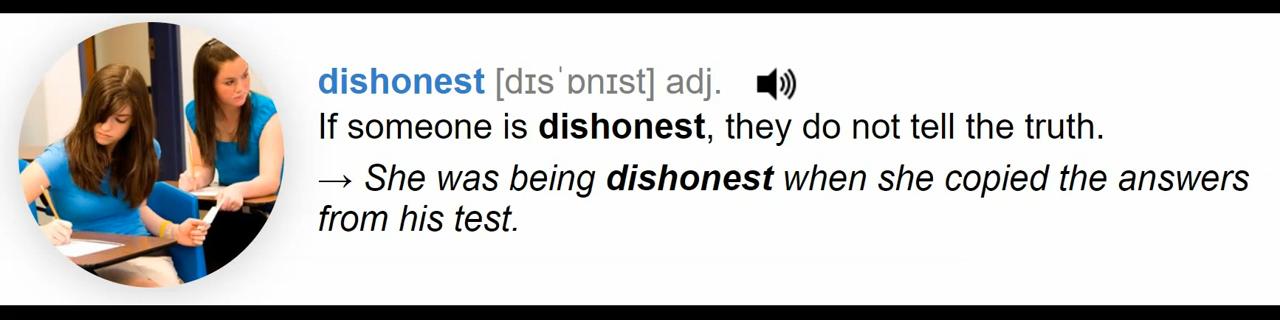 dishonest [dɪsˈɒnɪst] adj.
If someone is dishonest, they do not tell the truth.
→ She was being dishonest when she copied the answers
from his test.